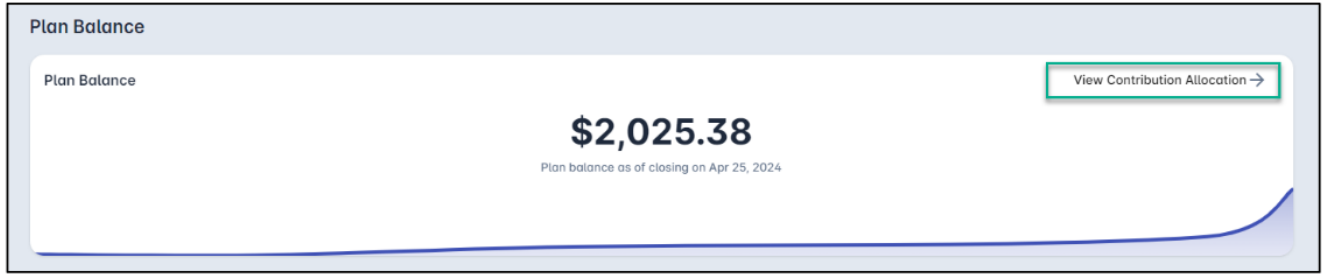 Plan Balance
Plan Balance
View Contribution Allocation →
$2,025.38
Plan balance as of closing on Apr 25, 2024